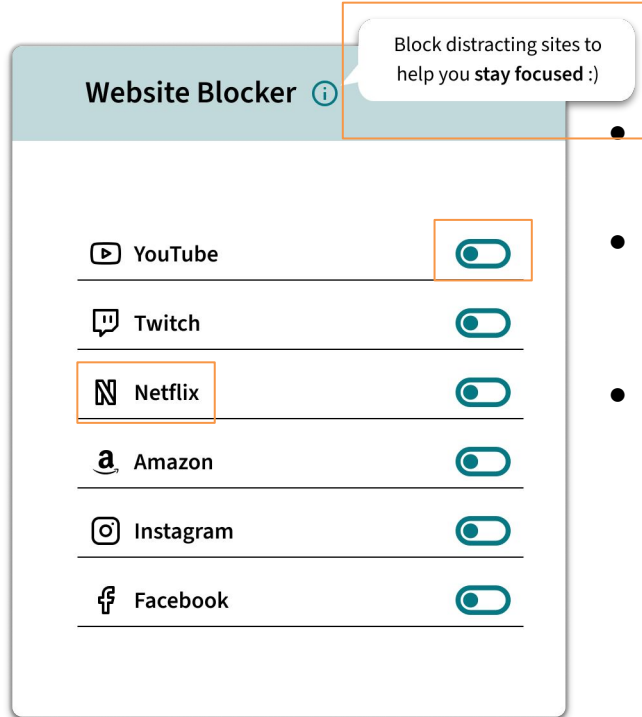 Block distracting sites to
help you stay focused :)
Website Blocker
YouTube
Twitch
Netflix
Amazon
Instagram
Facebook